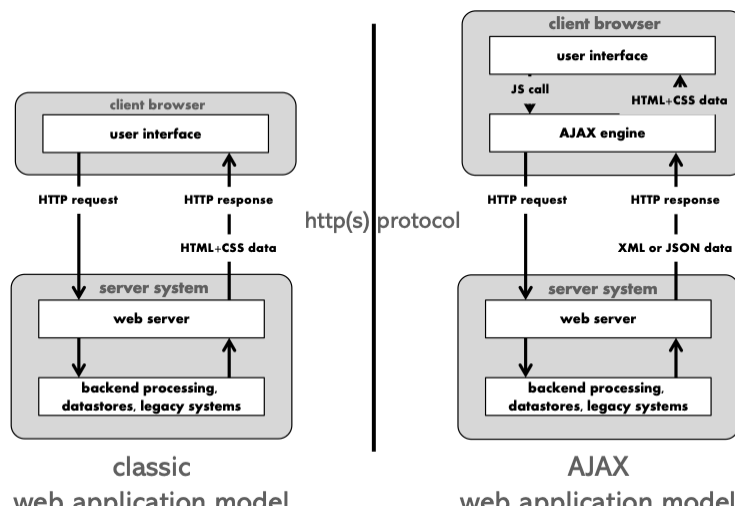 client browser
user interface
HTTP request
HTTP response
HTML+CSS data
server system
web server
backend processing,
datastores, legacy systems
classic
web application model
http(s) protocol
client browser
user interface
JS call
HTML+CSS data
AJAX engine
HTTP request
HTTP response
XML or JSON data
server system
web server
backend processing,
datastores, legacy systems
AJAX
web application model